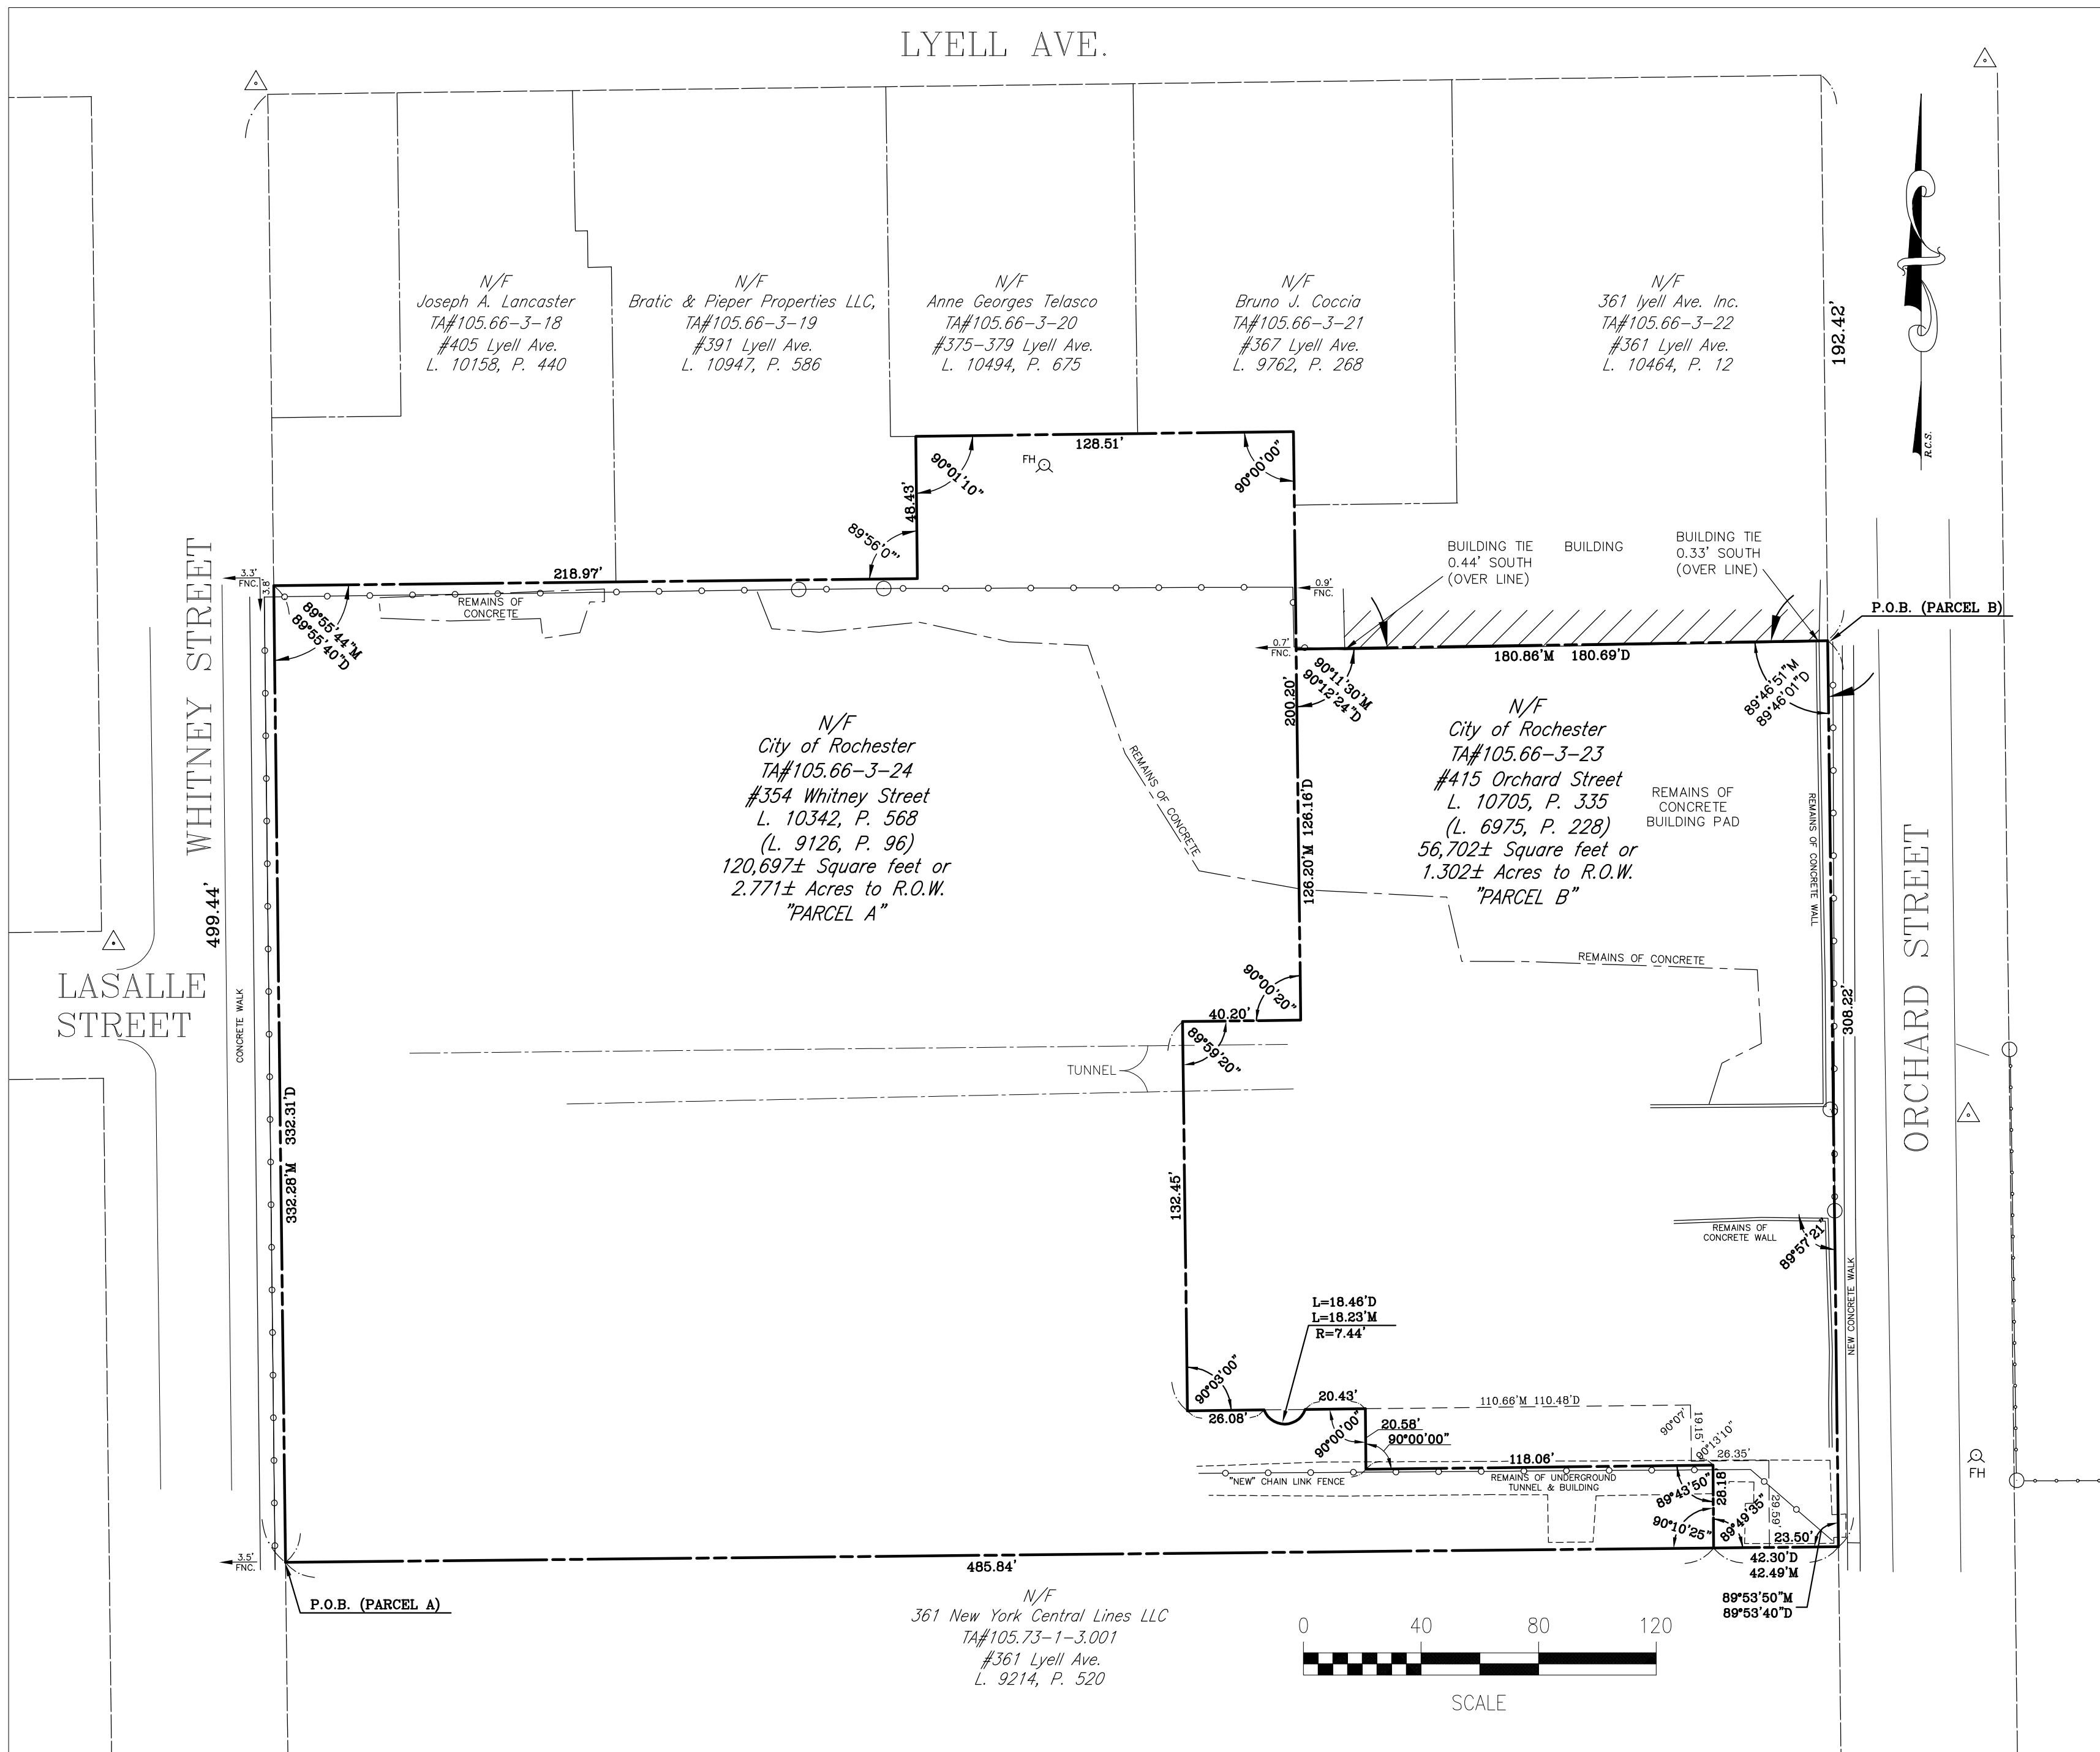 LYELL AVE.
N/F
Joseph A. Lancaster
TA#105.66-3-18
#405 Lyell Ave.
L. 10158, P. 440
N/F
Bratic & Pieper Properties LLC,
TA#105.66-3-19
#391 Lyell Ave.
L. 10947, P. 586
N/F
Anne Georges Telasco
TA#105.66-3-20
#375-379 Lyell Ave.
L. 10494, P. 675
N/F
Bruno J. Coccia
TA#105.66-3-21
#367 Lyell Ave.
L. 9762, P. 268
N/F
361 lyell Ave. Inc.
TA#105.66-3-22
#361 Lyell Ave.
L. 10464, P. 12
192.42'
R.C.S.
128.51'
FH
90°01'10"
90°00'00"
48.43'
89°56'0"'
218.97'
3.3'
FNC.
3.8'
REMAINS OF
CONCRETE
89°55'44"M
89°55'40"D
BUILDING TIE
0.44' SOUTH
(OVER LINE)
BUILDING
BUILDING TIE
0.33' SOUTH
(OVER LINE)
0.9'
FNC.
0.7'
FNC.
P.O.B. (PARCEL B)
180.86'M 180.69'D
90°11'30'M
90°12'24"D
89°46'51"M
89°46'01"D
200.20'
WHITNEY STREET
499.44'
N/F
City of Rochester
TA#105.66-3-24
#354 Whitney Street
L. 10342, P. 568
(L. 9126, P. 96)
120,697± Square feet or
2.771± Acres to R.O.W.
"PARCEL A"
REMAINS OF CONCRETE
126.20'M 126.16'D
N/F
City of Rochester
TA#105.66-3-23
#415 Orchard Street
L. 10705, P. 335
(L. 6975, P. 228)
56,702± Square feet or
1.302± Acres to R.O.W.
"PARCEL B"
REMAINS OF
CONCRETE
BUILDING PAD
REMAINS OF CONCRETE WALL
REMAINS OF CONCRETE
ORCHARD STREET
308.22'
LASALLE
STREET
CONCRETE WALK
90°00'20"
40.20'
89°59'20"
TUNNEL
332.28'M 332.31'D
132.45'
REMAINS OF
CONCRETE WALL
89°57'21"
NEW CONCRETE WALK
L=18.46'D
L=18.23'M
R=7.44'
90°03'00"
26.08'
20.43'
90°00'00"
20.58'
90°00'00"
110.66'M 110.48'D
90°07'
19.15'
90°13'10"
26.35'
118.06'
"NEW" CHAIN LINK FENCE
REMAINS OF UNDERGROUND
TUNNEL & BUILDING
89°43'50"
28.18'
90°10'25"
89°49'35"
29.59'
23.50'
42.30'D
42.49'M
89°53'50"M
89°53'40"D
FH
3.5'
FNC.
485.84'
P.O.B. (PARCEL A)
N/F
361 New York Central Lines LLC
TA#105.73-1-3.001
#361 Lyell Ave.
L. 9214, P. 520
0 40 80 120
SCALE